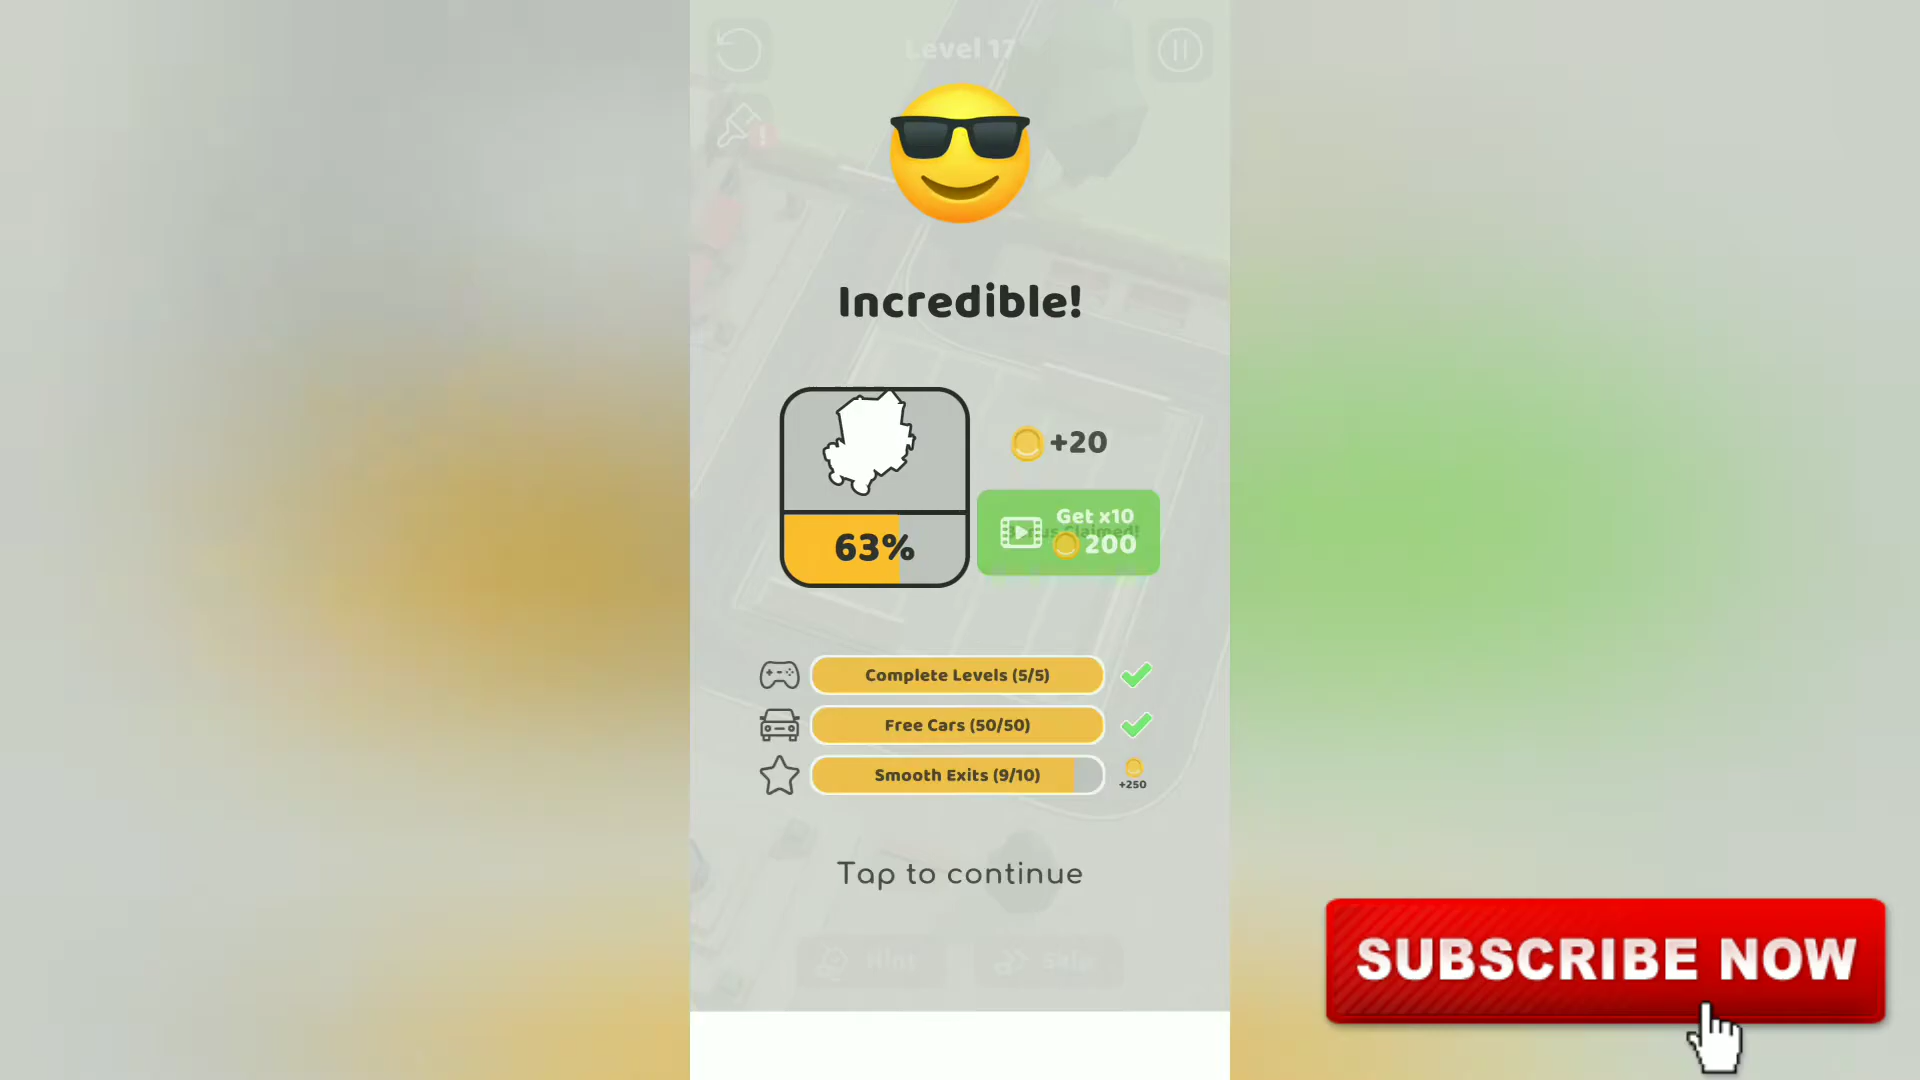 Level 17
Incredible!
+20
Get x10
200
63%
Complete Levels (5/5)
Free Cars (50/50)
Smooth Exits (9/10)
+250
Tap to continue
Hint
SUBSCRIBE NOW